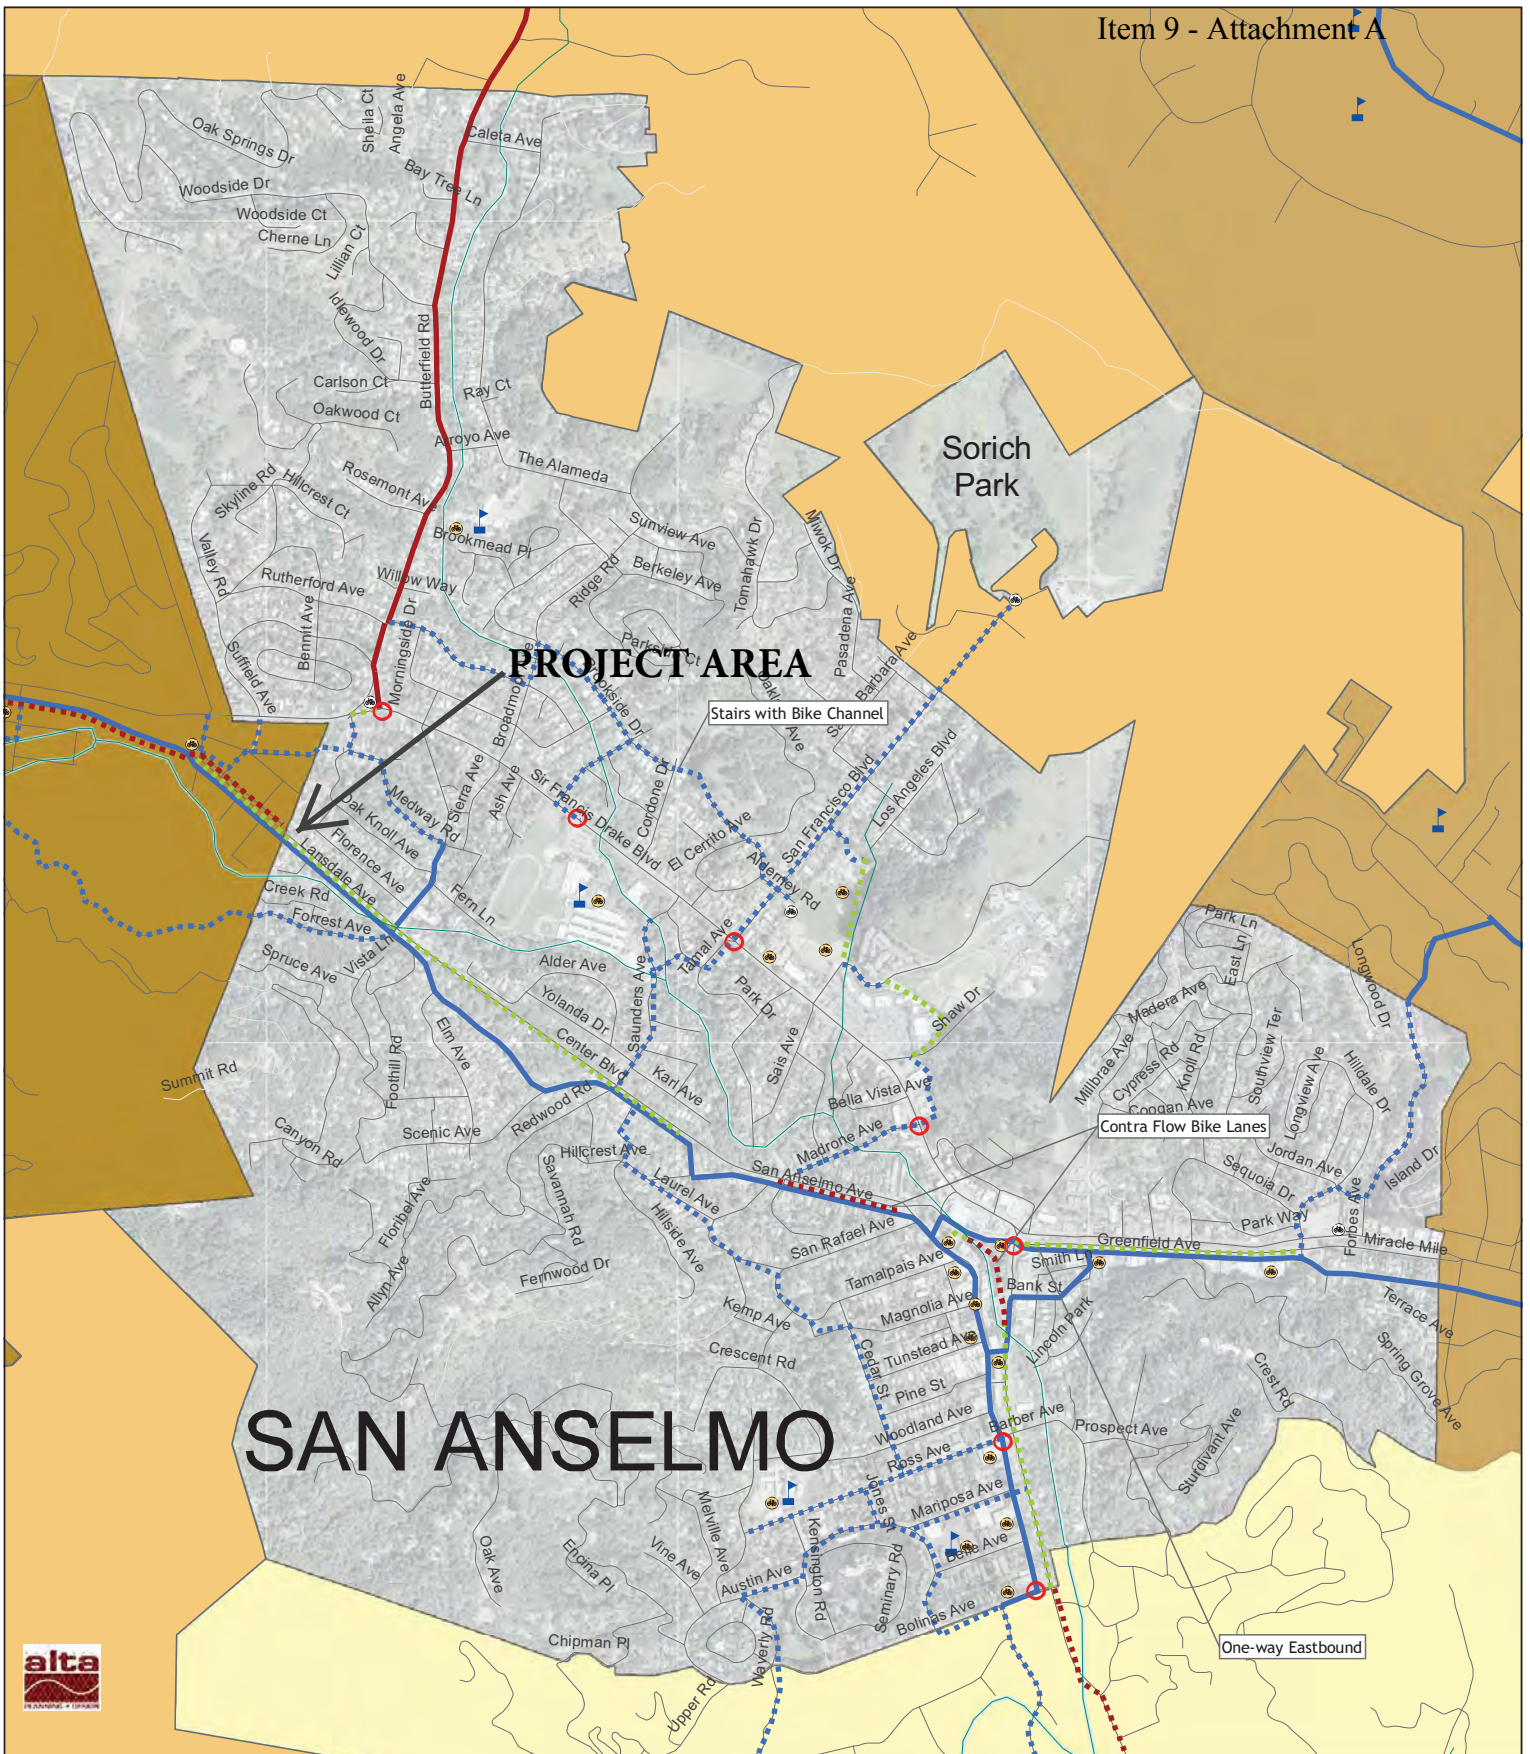 Item 9 - Attachment A
Sheila Ct
Angela Ave
Caleta Ave
Oak Springs Dr
Bay Tree Ln
Woodside Dr
Woodside Ct
Cherne Ln
Lillian Ct
Idlewood Dr
Butterfield Rd
Carlson Ct
Ray Ct
Oakwood Ct
Arroyo Ave
The Alameda
Sorich
Park
Skyline Rd
Hillcrest Ct
Rosemont Ave
Sunview Ave
Miwok Dr
Tomahawk Dr
Brookmead Pl
Valley Rd
Rutherford Ave
Willow Way
Ridge Rd
Berkeley Ave
Pasadena Ave
Bennit Ave
Morningside Dr
Parkside Ct
Suffield Ave
PROJECT AREA
Brookside Dr
Stairs with Bike Channel
San Francisco Blvd
Los Angeles Blvd
Sierra Ave
Ash Ave
Sir Francis Drake Blvd
Cordone Dr
Medway Rd
Oak Knoll Ave
Florence Ave
Lansdale Ave
El Cerrito Ave
Alderney Rd
Creek Rd
Fern Ln
Forrest Ave
Vista Ln
Spruce Ave
Alder Ave
Tamal Ave
Park Dr
Shaw Dr
Yolanda Dr
Saunders Ave
Center Blvd
Sais Ave
Karl Ave
Park Ln
East Ln
Longwood Dr
Madera Ave
Millbrae Ave
Cypress Rd
Knoll Rd
Southview Ter
Longview Ave
Hilldale Dr
Coogan Ave
Summit Rd
Foothill Rd
Elm Ave
Redwood Rd
Bella Vista Ave
Madrone Ave
Contra Flow Bike Lanes
Canyon Rd
Scenic Ave
Hillcrest Ave
Savannah Rd
Laurel Ave
San Anselmo Ave
Jordan Ave
Sequoia Dr
Island Dr
Floribel Ave
Hillside Ave
San Rafael Ave
Park Way
Forbes Ave
Greenfield Ave
Miracle Mile
Allyn Ave
Fernwood Dr
Tamalpais Ave
Smith Ln
Bank St
Kemp Ave
Magnolia Ave
Lincoln Park
Terrace Ave
Crescent Rd
Cedar St
Tunstead Ave
Crest Rd
Spring Grove Ave
Pine St
SAN ANSELMO
Woodland Ave
Barber Ave
Prospect Ave
Sturdivant Ave
Ross Ave
Jones St
Mariposa Ave
Melville Ave
Kensington Rd
Oak Ave
Encina Pl
Vine Ave
Belle Ave
Austin Ave
Seminary Rd
Bolinas Ave
Chipman Pl
Waverly Rd
Upper Rd
One-way Eastbound
alta
PLANNING + DESIGN